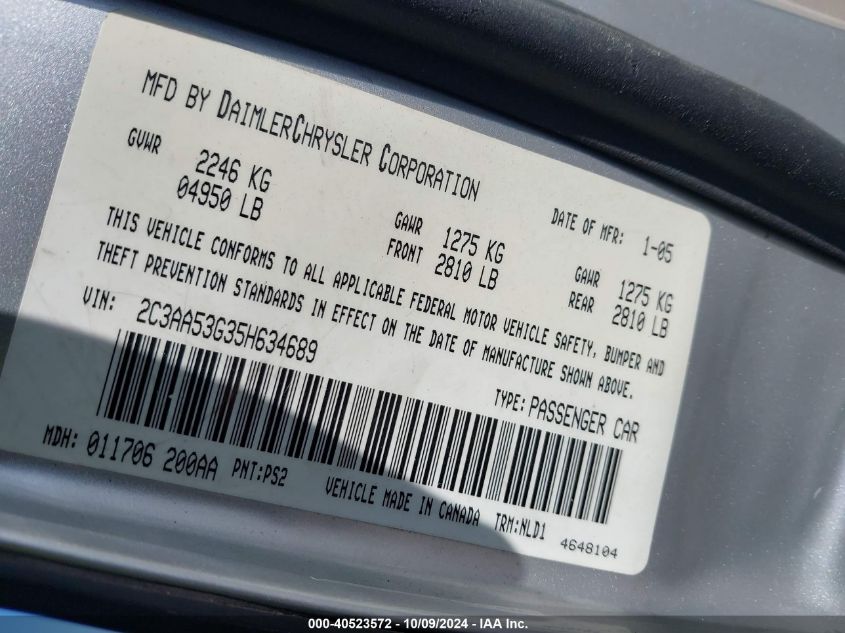 MFD BY DAIMLERCHRYSLER CORPORATION
DATE OF MFR: 1-05
GVWR 2246 KG
04950 LB
GAWR FRONT 1275 KG
2810 LB
GAWR REAR 1275 KG
2810 LB
THIS VEHICLE CONFORMS TO ALL APPLICABLE FEDERAL MOTOR VEHICLE SAFETY, BUMPER AND
THEFT PREVENTION STANDARDS IN EFFECT ON THE DATE OF MANUFACTURE SHOWN ABOVE.
VIN: 2C3AA53G35H634689
TYPE: PASSENGER CAR
MDH: 011706 200AA PNT:PS2
VEHICLE MADE IN CANADA TRM:NLD1
4648104
000-40523572 - 10/09/2024 - IAA Inc.